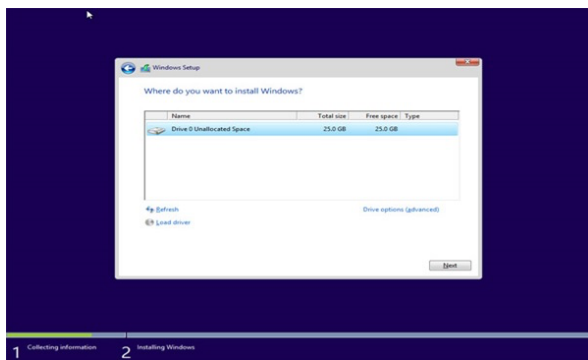 Windows Setup
Where do you want to install Windows?
Name Total size Free space Type
Drive 0 Unallocated Space 25.0 GB 25.0 GB
Refresh Drive options (advanced)
Load driver
Next
1 Collecting information 2 Installing Windows